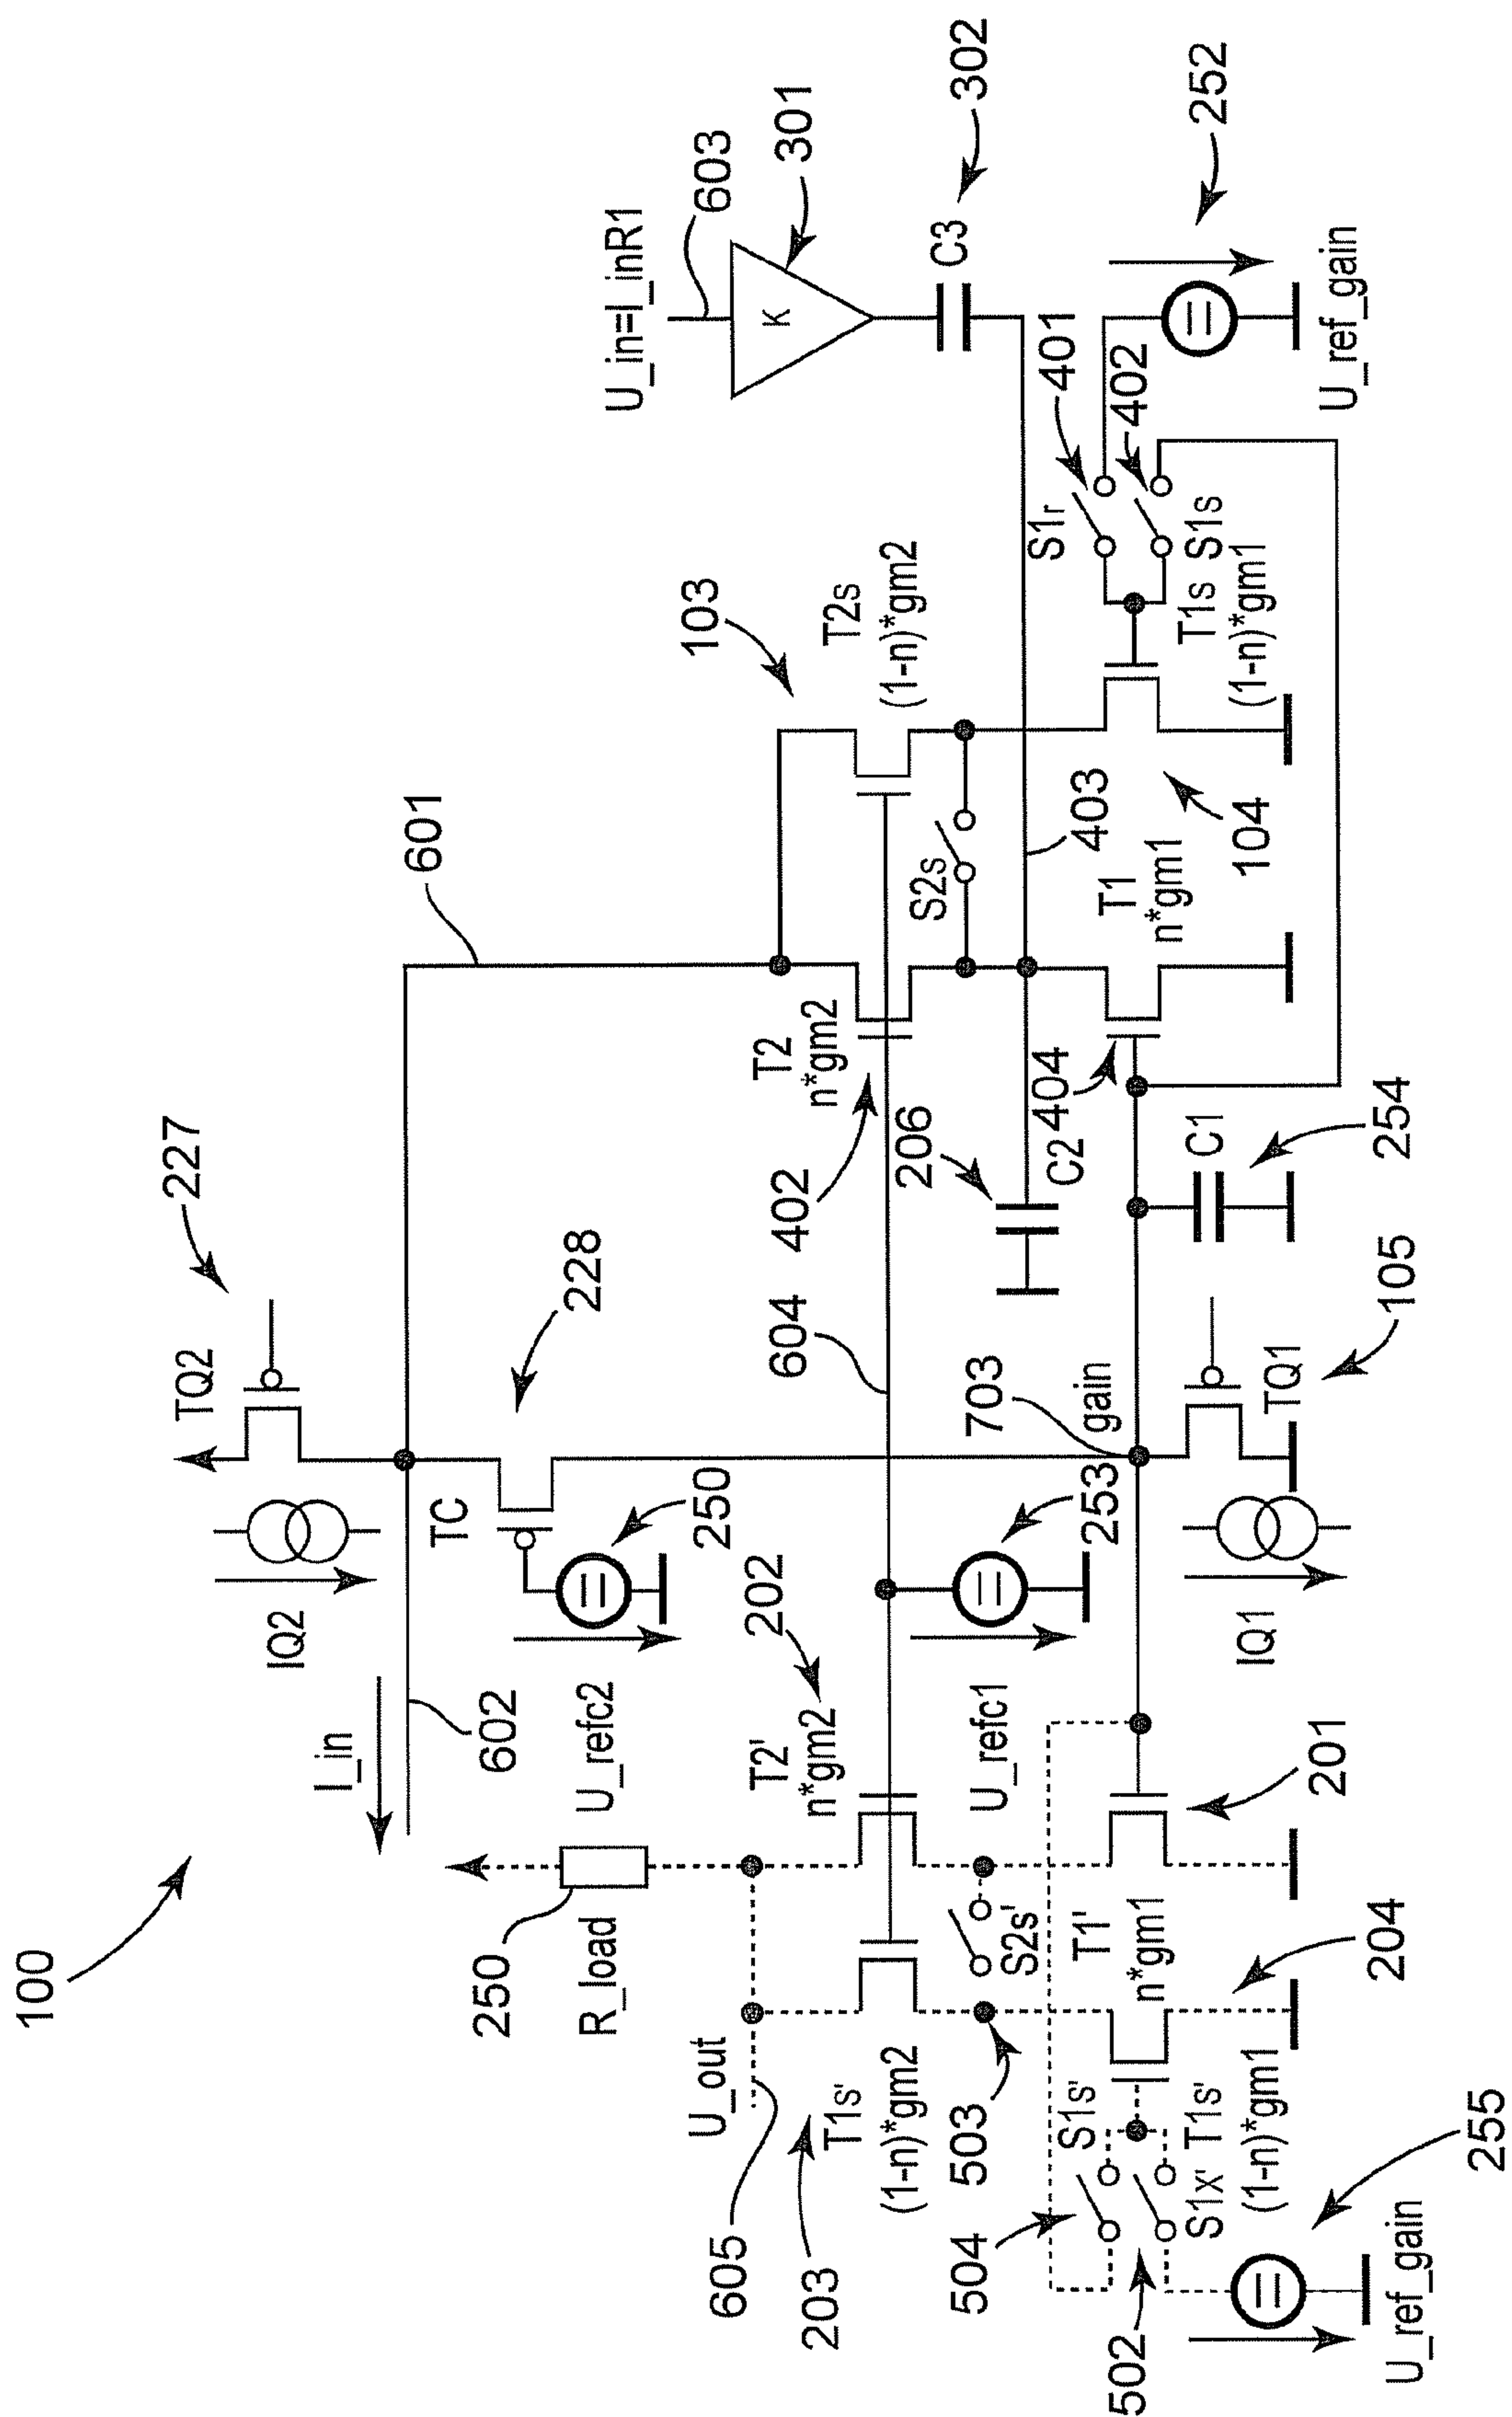 100
I_in
602
IQ2
TQ2
227
TC
228
250
U_refc2
601
250
R_load
U_out
605
T2'
n*gm2
202
T1s'
(1-n)*gm2
203
604
253
U_refc1
402
T2
n*gm2
103
T2s
(1-n)*gm2
S2s
U_in=I_inR1
603
K
301
C3
302
206
C2
403
404
T1
n*gm1
104
T1s
(1-n)*gm1
S1r
401
402
S1s
252
U_ref_gain
503
S2s'
T1'
n*gm1
201
204
S1s'
T1s'
(1-n)*gm1
S1x'
504
502
255
U_ref_gain
703
gain
IQ1
TQ1
105
C1
254